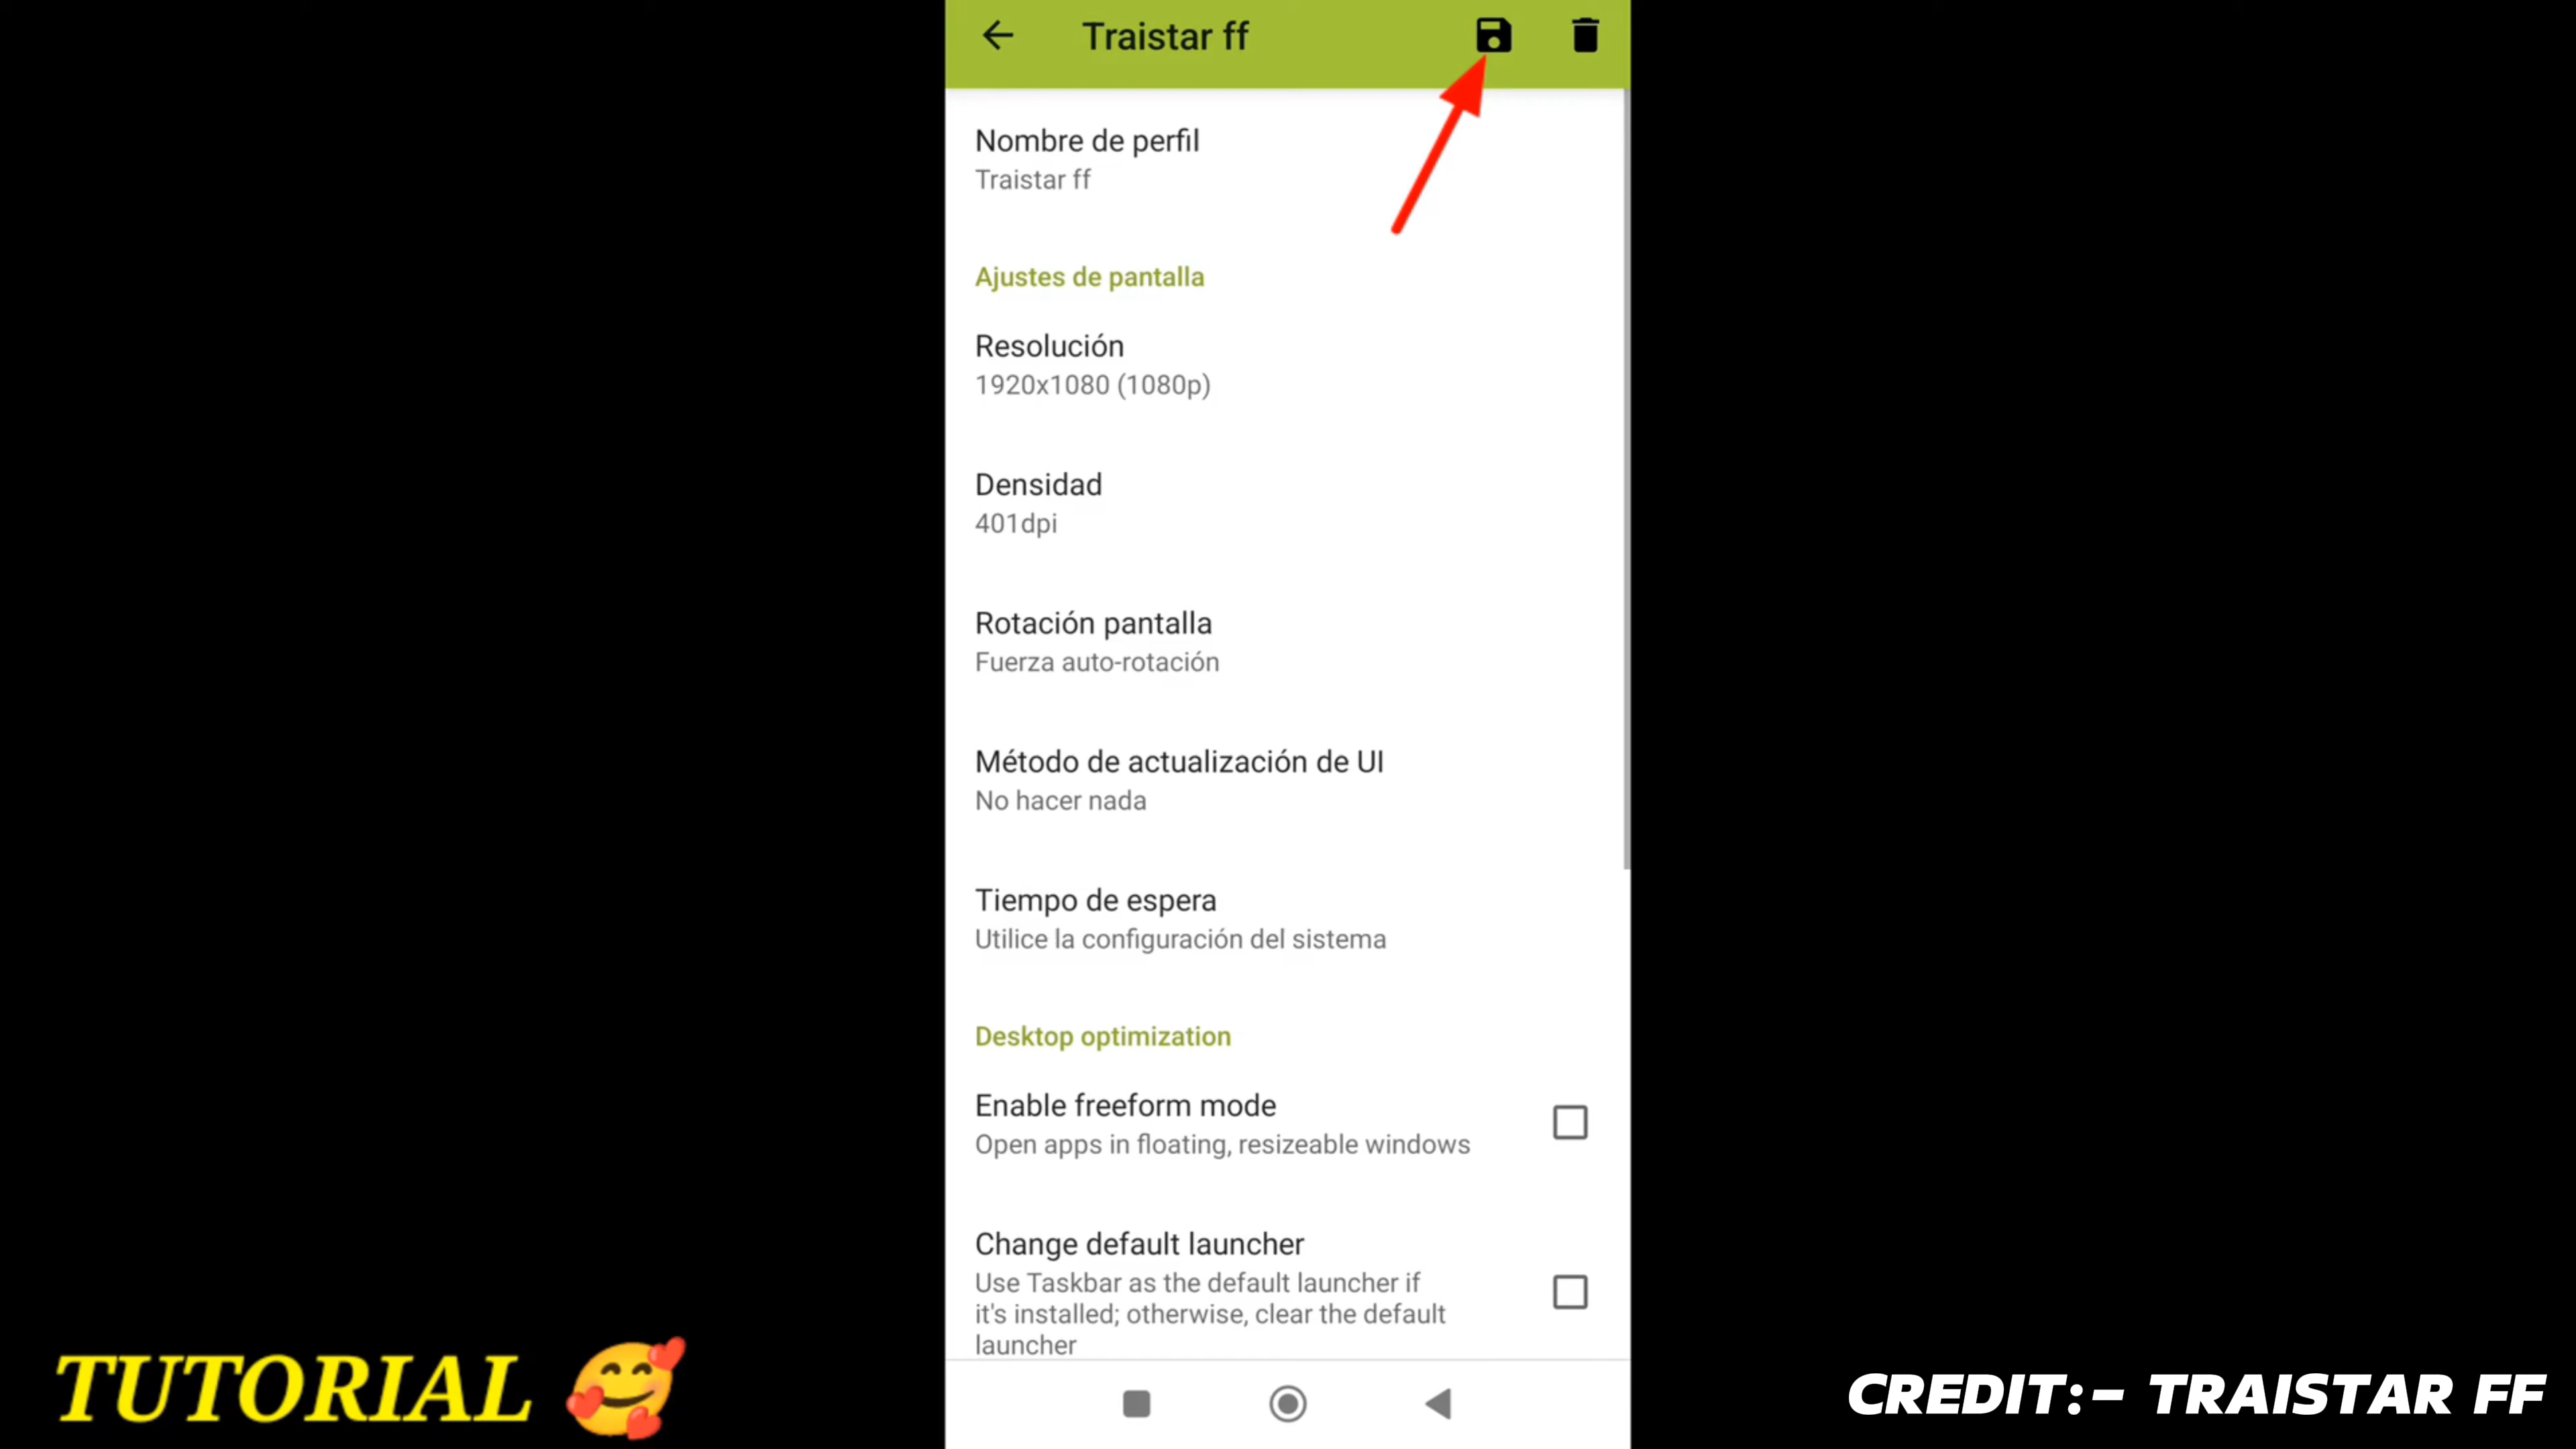 Traistar ff
Nombre de perfil
Traistar ff
Ajustes de pantalla
Resolución
1920x1080 (1080p)
Densidad
401dpi
Rotación pantalla
Fuerza auto-rotación
Método de actualización de UI
No hacer nada
Tiempo de espera
Utilice la configuración del sistema
Desktop optimization
Enable freeform mode
Open apps in floating, resizeable windows
Change default launcher
Use Taskbar as the default launcher if
it's installed; otherwise, clear the default
launcher
TUTORIAL 🥰
CREDIT:- TRAISTAR FF